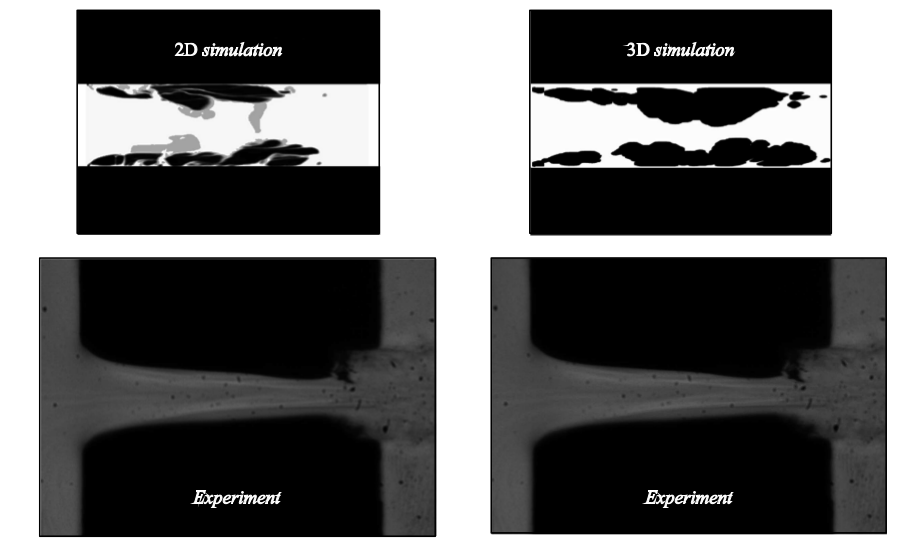 2D simulation
3D simulation
Experiment
Experiment